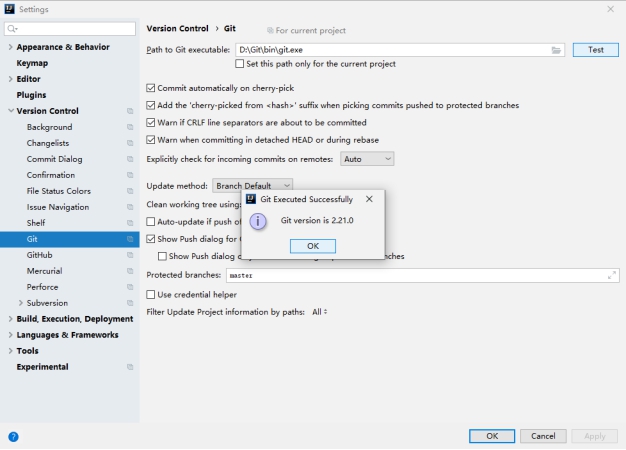 Settings
Appearance & Behavior
Keymap
Editor
Plugins
Version Control
Background
Changelists
Commit Dialog
Confirmation
File Status Colors
Issue Navigation
Shelf
Git
GitHub
Mercurial
Perforce
Subversion
Build, Execution, Deployment
Languages & Frameworks
Tools
Experimental
Version Control › Git
For current project
Path to Git executable: D:\Git\bin\git.exe Test
Set this path only for the current project
Commit automatically on cherry-pick
Add the 'cherry-picked from <hash>' suffix when picking commits pushed to protected branches
Warn if CRLF line separators are about to be committed
Warn when committing in detached HEAD or during rebase
Explicitly check for incoming commits on remotes: Auto
Update method: Branch Default
Clean working tree using:
Auto-update if push of
Show Push dialog for
Show Push dialog
Git Executed Successfully
Git version is 2.21.0
OK
Protected branches: master
Use credential helper
Filter Update Project information by paths: All
OK Cancel Apply